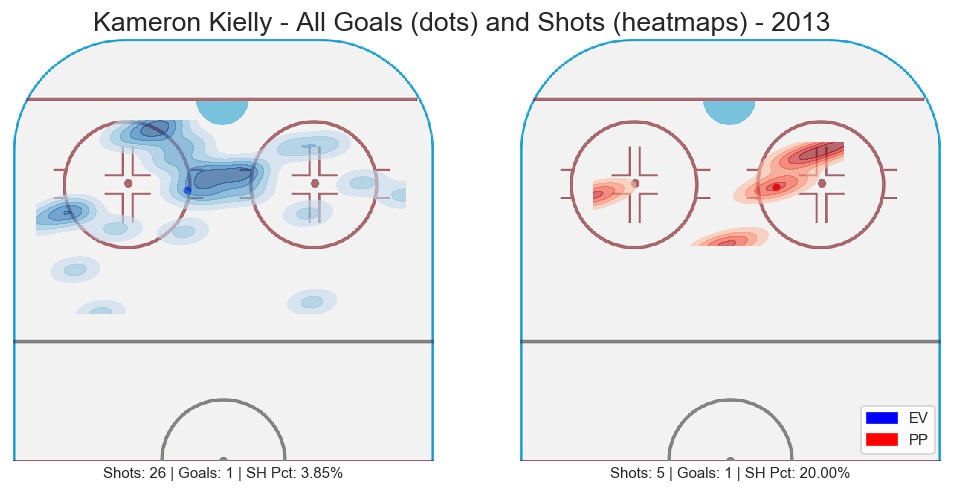 Kameron Kielly - All Goals (dots) and Shots (heatmaps) - 2013
EV
PP
Shots: 26 | Goals: 1 | SH Pct: 3.85%
Shots: 5 | Goals: 1 | SH Pct: 20.00%